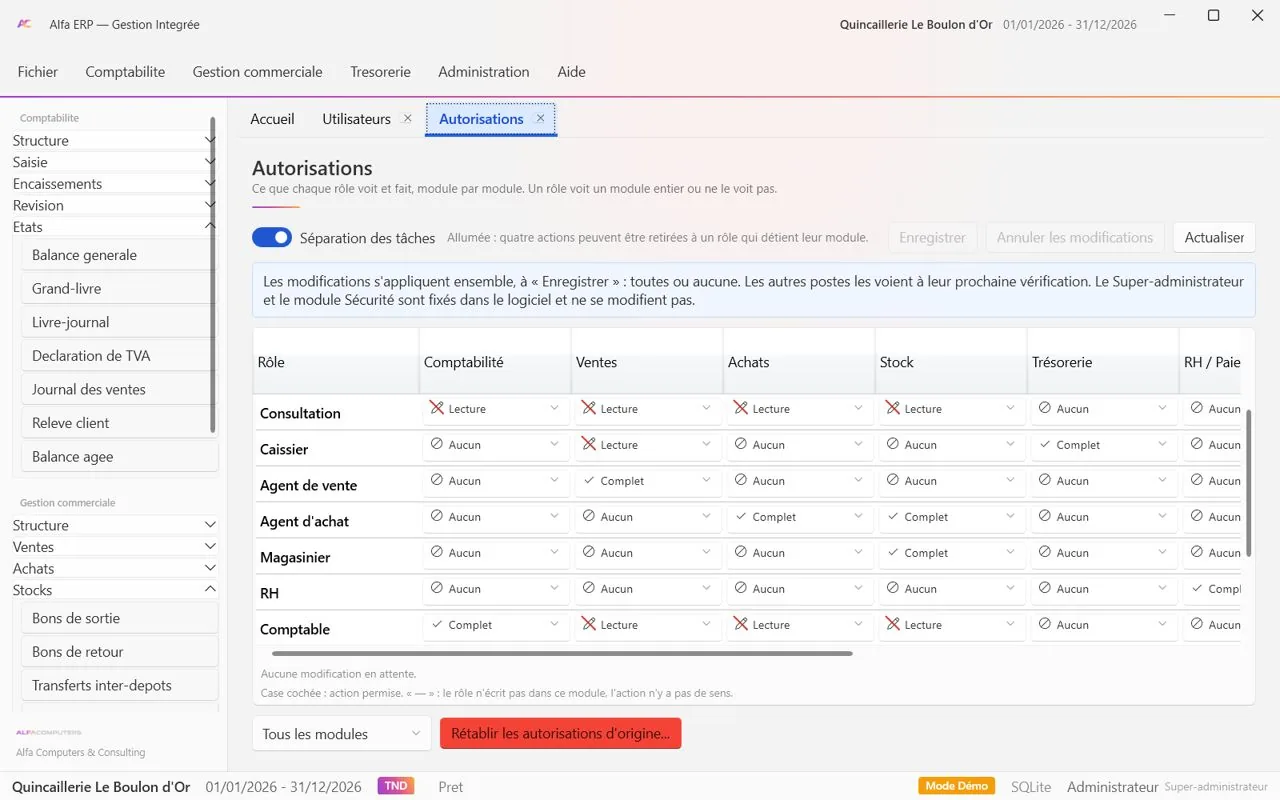 AC Alfa ERP — Gestion Integrée
Quincaillerie Le Boulon d'Or 01/01/2026 - 31/12/2026
Fichier Comptabilite Gestion commerciale Tresorerie Administration Aide
Comptabilite
Structure
Saisie
Encaissements
Revision
Etats
Balance generale
Grand-livre
Livre-journal
Declaration de TVA
Journal des ventes
Releve client
Balance agee
Gestion commerciale
Structure
Ventes
Achats
Stocks
Bons de sortie
Bons de retour
Transferts inter-depots
ALFACOMPUTERS
Alfa Computers & Consulting
Accueil Utilisateurs Autorisations
Autorisations
Ce que chaque rôle voit et fait, module par module. Un rôle voit un module entier ou ne le voit pas.
Séparation des tâches Allumée : quatre actions peuvent être retirées à un rôle qui détient leur module. Enregistrer Annuler les modifications Actualiser
Les modifications s'appliquent ensemble, à « Enregistrer » : toutes ou aucune. Les autres postes les voient à leur prochaine vérification. Le Super-administrateur
et le module Sécurité sont fixés dans le logiciel et ne se modifient pas.
Rôle Comptabilité Ventes Achats Stock Trésorerie RH / Paie
Consultation Lecture Lecture Lecture Lecture Aucun Aucun
Caissier Aucun Lecture Aucun Aucun Complet Aucun
Agent de vente Aucun Complet Aucun Aucun Aucun Aucun
Agent d'achat Aucun Aucun Complet Complet Aucun Aucun
Magasinier Aucun Aucun Aucun Complet Aucun Aucun
RH Aucun Aucun Aucun Aucun Aucun Compl
Comptable Complet Lecture Lecture Lecture Aucun Aucun
Aucune modification en attente.
Case cochée : action permise. « — » : le rôle n'écrit pas dans ce module, l'action n'y a pas de sens.
Tous les modules Rétablir les autorisations d'origine...
Quincaillerie Le Boulon d'Or 01/01/2026 - 31/12/2026 TND Pret Mode Démo SQLite Administrateur Super-administrateur